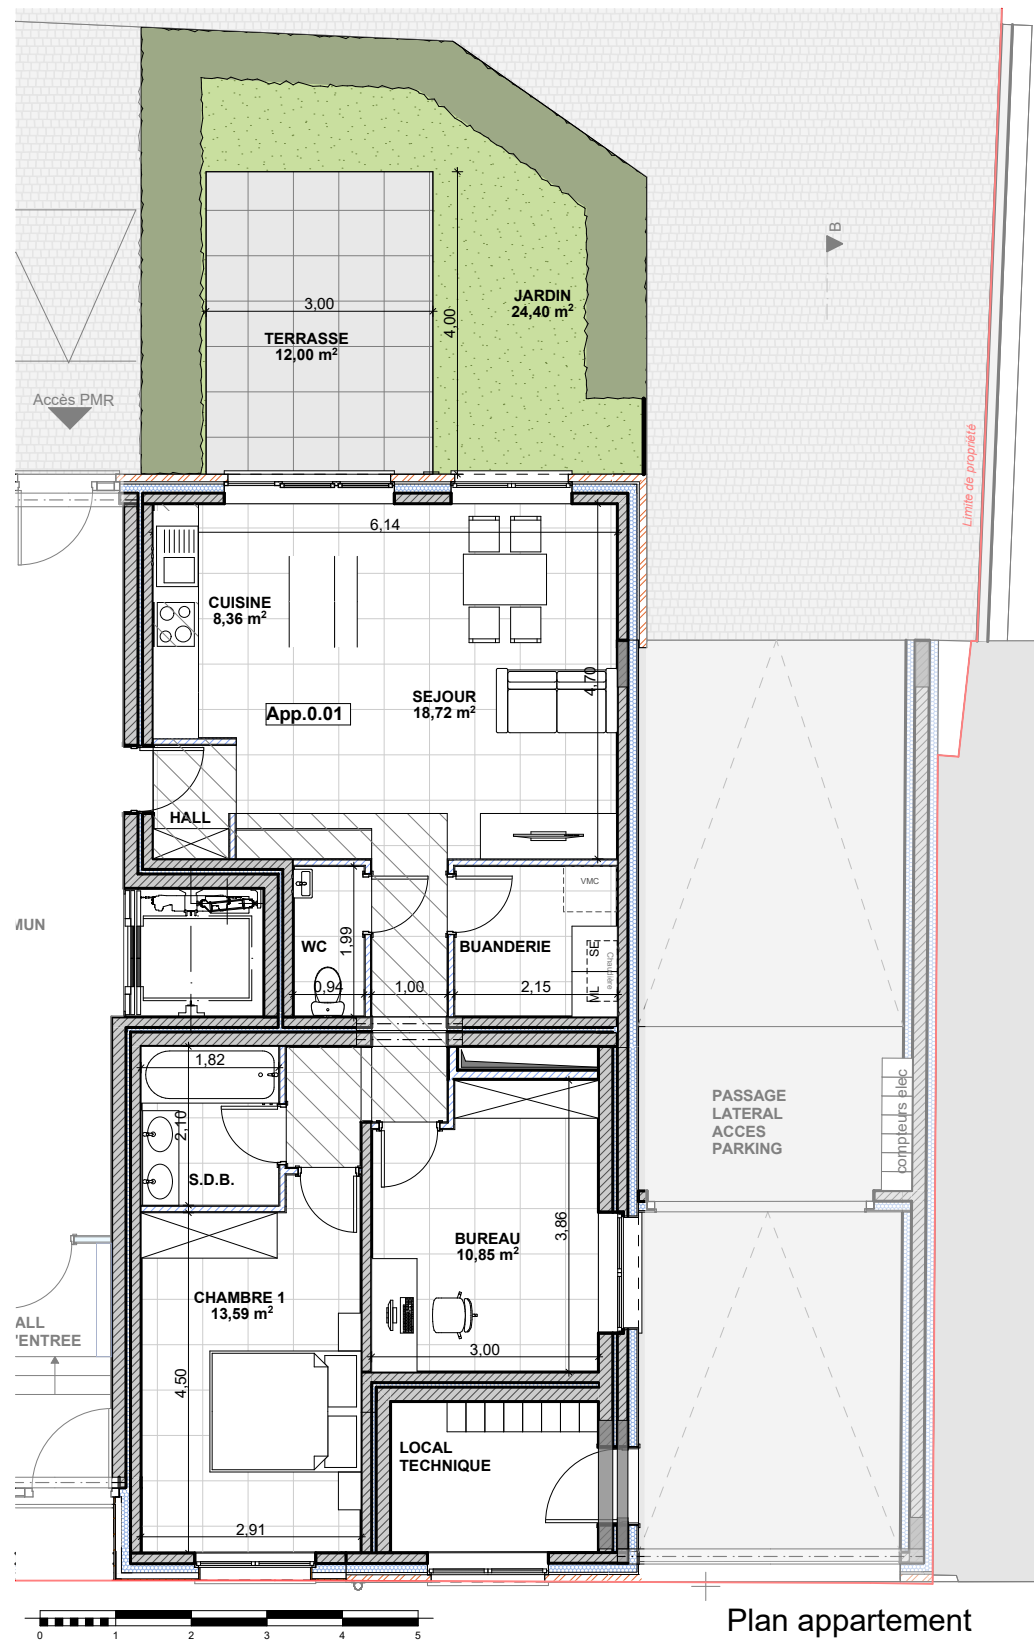 B
JARDIN
24,40 m²
3,00
4,00
TERRASSE
12,00 m²
Accès PMR
Limite de propriété
6,14
CUISINE
8,36 m²
4,70
SEJOUR
18,72 m²
App.0.01
HALL
VMC
MUN
WC
1,99
BUANDERIE
SE
Chaudière
ML
0,94
1,00
2,15
1,82
2,10
S.D.B.
PASSAGE
LATERAL
ACCES
PARKING
compteurs elec
BUREAU
10,85 m²
3,86
CHAMBRE 1
13,59 m²
ALL
'ENTREE
3,00
4,50
LOCAL
TECHNIQUE
2,91
0 1 2 3 4 5
Plan appartement